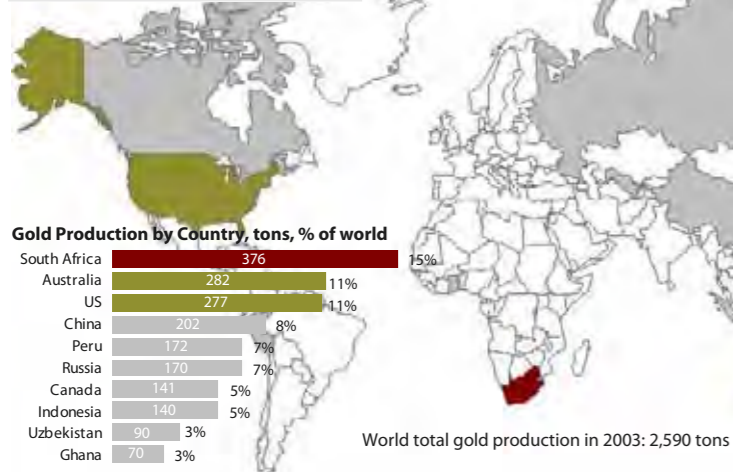 Gold Production by Country, tons, % of world
South Africa 376 15%
Australia 282 11%
US 277 11%
China 202 8%
Peru 172 7%
Russia 170 7%
Canada 141 5%
Indonesia 140 5%
Uzbekistan 90 3%
Ghana 70 3%
World total gold production in 2003: 2,590 tons